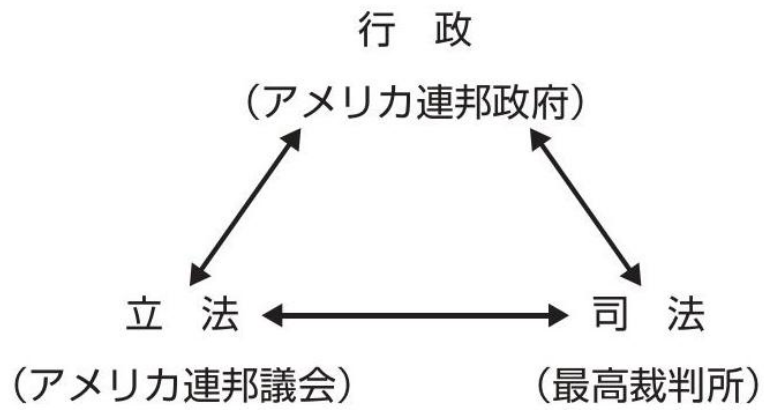 行 政
（アメリカ連邦政府）
立 法
司 法
（アメリカ連邦議会）
（最高裁判所）